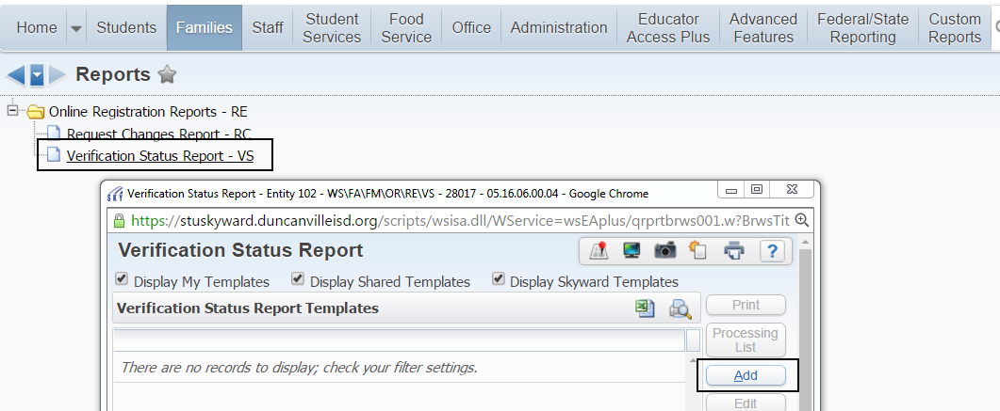 Home Students Families Staff Student Services Food Service Office Administration Educator Access Plus Advanced Features Federal/State Reporting Custom Reports
Reports
Online Registration Reports - RE
Request Changes Report - RC
Verification Status Report - VS
SKY Verification Status Report - Entity 102 - WS\FA\FM\OR\RE\VS - 28017 - 05.16.06.00.04 - Google Chrome
https://stuskyward.duncanvilleisd.org/scripts/wsisa.dll/WService=wsEAplus/qrprtbrws001.w?BrwsTit
Verification Status Report
?
Display My Templates Display Shared Templates Display Skyward Templates
Verification Status Report Templates
Print
Processing
List
There are no records to display; check your filter settings.
Add
Edit